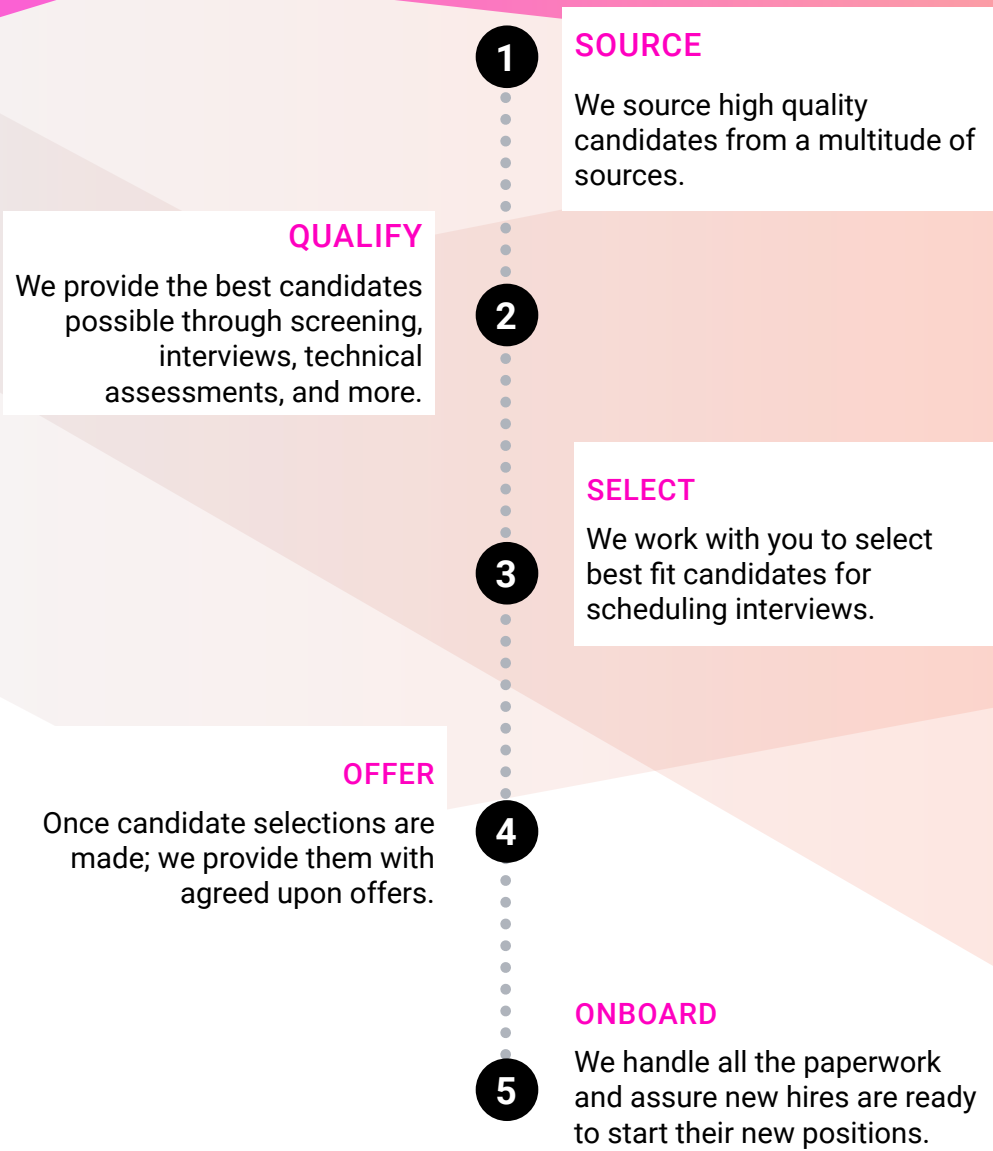 1
SOURCE
We source high quality
candidates from a multitude of
sources.
QUALIFY
We provide the best candidates
possible through screening,
interviews, technical
assessments, and more.
2
SELECT
We work with you to select
best fit candidates for
scheduling interviews.
3
OFFER
Once candidate selections are
made; we provide them with
agreed upon offers.
4
ONBOARD
We handle all the paperwork
and assure new hires are ready
to start their new positions.
5